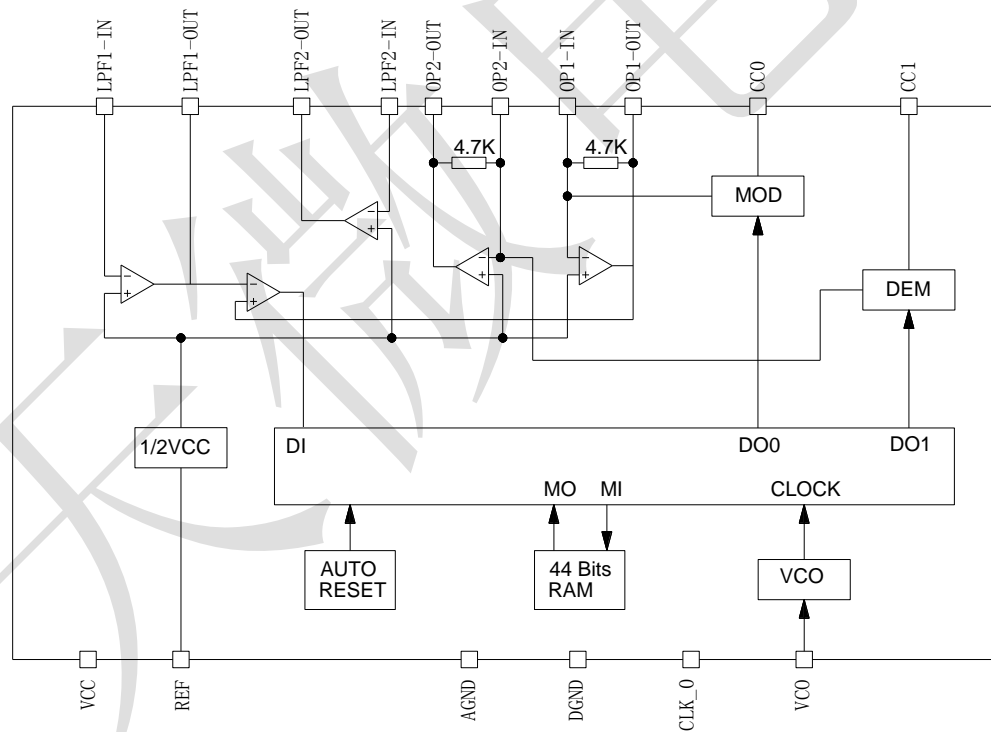 LPF1-IN
LPF1-OUT
LPF2-OUT
LPF2-IN
OP2-OUT
OP2-IN
OP1-IN
OP1-OUT
CC0
CC1
4.7K
4.7K
MOD
DEM
1/2VCC
DI
DO0
DO1
MO
MI
CLOCK
AUTO
RESET
44 Bits
RAM
VCO
VCC
REF
AGND
DGND
CLK_O
VCO